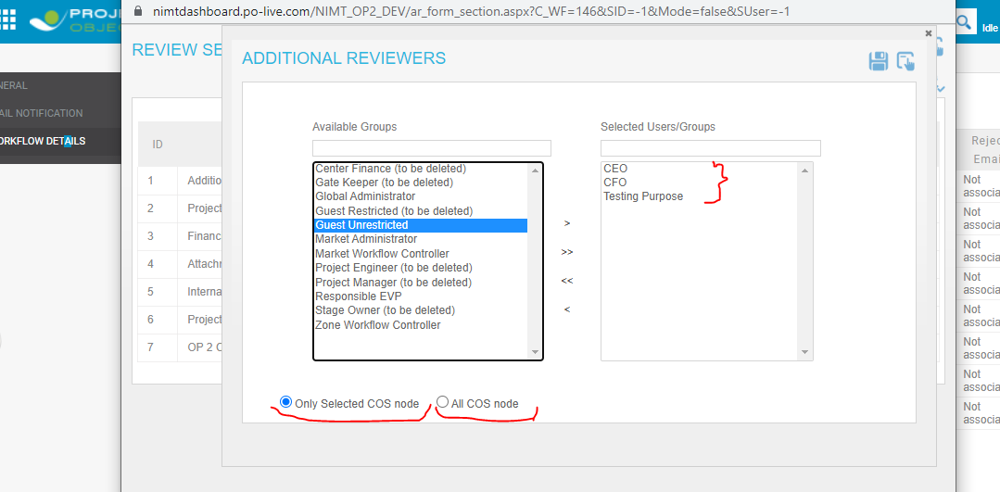 nimtdashboard.po-live.com/NIMT_OP2_DEV/ar_form_section.aspx?C_WF=146&SID=-1&Mode=false&SUser=-1
PROJE
OBJE
Idle
REVIEW SE
ADDITIONAL REVIEWERS
NERAL
AIL NOTIFICATION
ORKFLOW DETAILS
ID
1 Additio
2 Project
3 Financ
4 Attachr
5 Interna
6 Project
7 OP 2 C
Available Groups
Center Finance (to be deleted)
Gate Keeper (to be deleted)
Global Administrator
Guest Restricted (to be deleted)
Guest Unrestricted
Market Administrator
Market Workflow Controller
Project Engineer (to be deleted)
Project Manager (to be deleted)
Responsible EVP
Stage Owner (to be deleted)
Zone Workflow Controller
>
>>
<<
<
Selected Users/Groups
CEO
CFO
Testing Purpose
Only Selected COS node
All COS node
Rejec
Emai
Not
associa
Not
associa
Not
associa
Not
associa
Not
associa
Not
associa
Not
associa
Not
associa